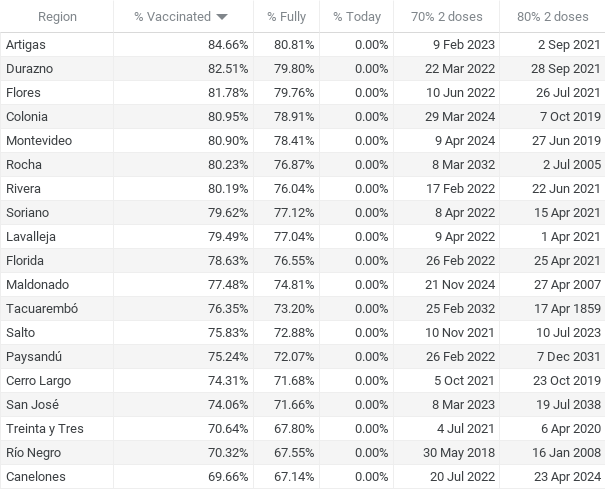 Region % Vaccinated % Fully % Today 70% 2 doses 80% 2 doses
Artigas 84.66% 80.81% 0.00% 9 Feb 2023 2 Sep 2021
Durazno 82.51% 79.80% 0.00% 22 Mar 2022 28 Sep 2021
Flores 81.78% 79.76% 0.00% 10 Jun 2022 26 Jul 2021
Colonia 80.95% 78.91% 0.00% 29 Mar 2024 7 Oct 2019
Montevideo 80.90% 78.41% 0.00% 9 Apr 2024 27 Jun 2019
Rocha 80.23% 76.87% 0.00% 8 Mar 2032 2 Jul 2005
Rivera 80.19% 76.04% 0.00% 17 Feb 2022 22 Jun 2021
Soriano 79.62% 77.12% 0.00% 8 Apr 2022 15 Apr 2021
Lavalleja 79.49% 77.04% 0.00% 9 Apr 2022 1 Apr 2021
Florida 78.63% 76.55% 0.00% 26 Feb 2022 25 Apr 2021
Maldonado 77.48% 74.81% 0.00% 21 Nov 2024 27 Apr 2007
Tacuarembó 76.35% 73.20% 0.00% 25 Feb 2032 17 Apr 1859
Salto 75.83% 72.88% 0.00% 10 Nov 2021 10 Jul 2023
Paysandú 75.24% 72.07% 0.00% 26 Feb 2022 7 Dec 2031
Cerro Largo 74.31% 71.68% 0.00% 5 Oct 2021 23 Oct 2019
San José 74.06% 71.66% 0.00% 8 Mar 2023 19 Jul 2038
Treinta y Tres 70.64% 67.80% 0.00% 4 Jul 2021 6 Apr 2020
Río Negro 70.32% 67.55% 0.00% 30 May 2018 16 Jan 2008
Canelones 69.66% 67.14% 0.00% 20 Jul 2022 23 Apr 2024